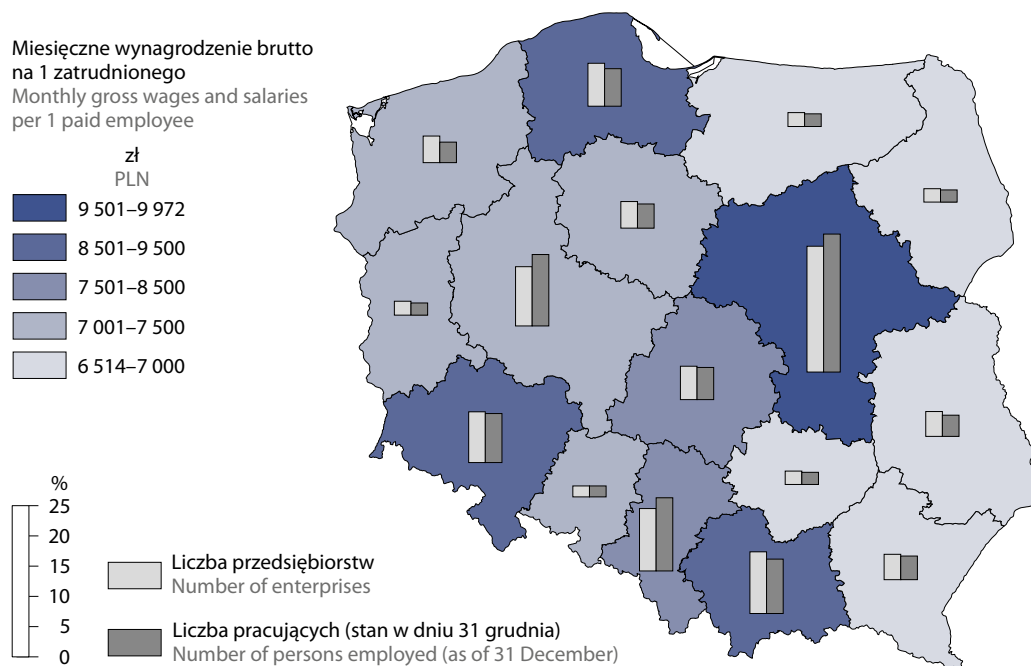 Miesięczne wynagrodzenie brutto
na 1 zatrudnionego
Monthly gross wages and salaries
per 1 paid employee
zł
PLN
9 501–9 972
8 501–9 500
7 501–8 500
7 001–7 500
6 514–7 000
%
25
20
15
10
5
0
Liczba przedsiębiorstw
Number of enterprises
Liczba pracujących (stan w dniu 31 grudnia)
Number of persons employed (as of 31 December)